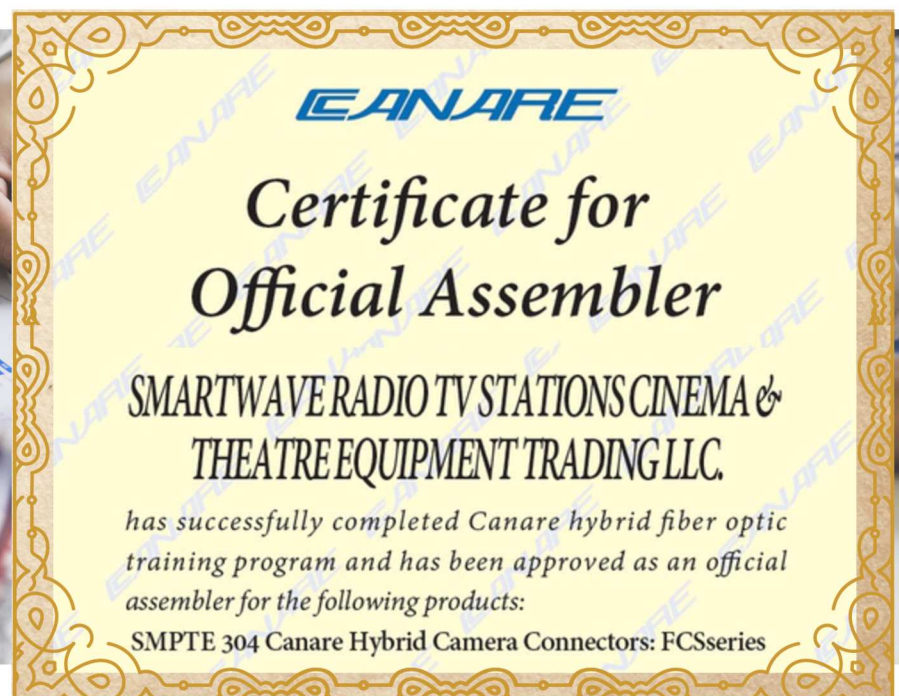 CANARE
Certificate for
Official Assembler
SMARTWAVE RADIO TV STATIONS CINEMA &
THEATRE EQUIPMENT TRADING LLC.
has successfully completed Canare hybrid fiber optic
training program and has been approved as an official
assembler for the following products:
SMPTE 304 Canare Hybrid Camera Connectors: FCSseries